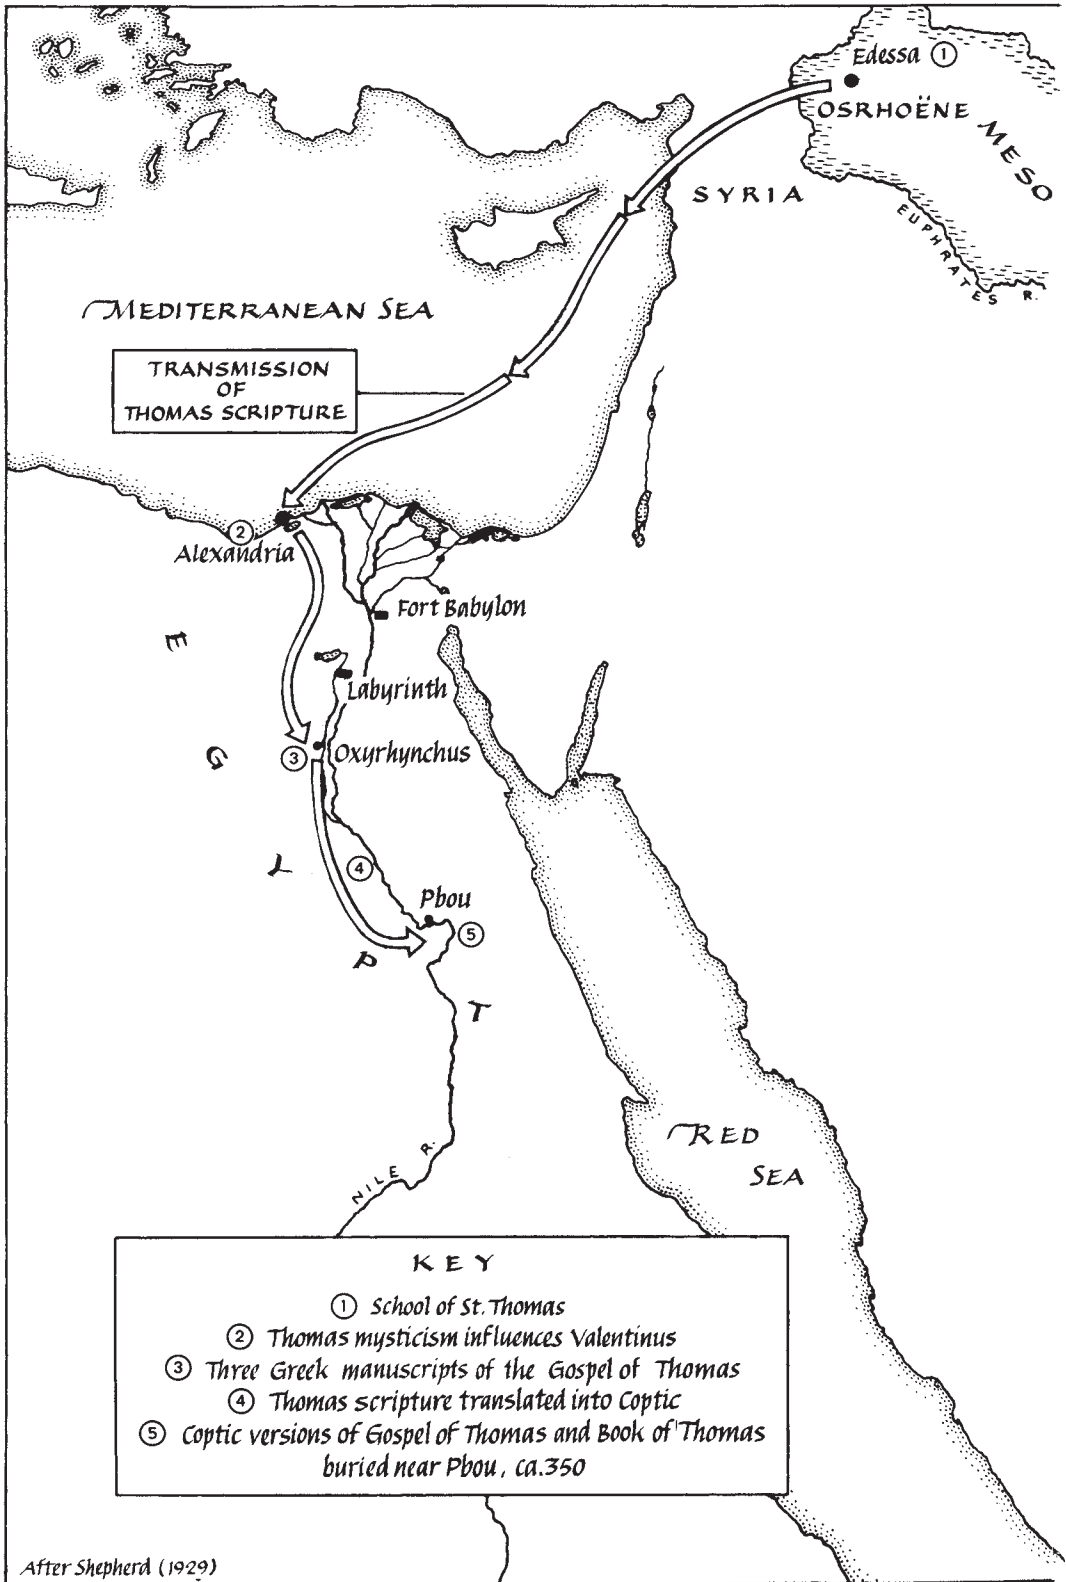 Edessa ①
OSRHOËNE
MESO
SYRIA
EUPHRATES R.
MEDITERRANEAN SEA
TRANSMISSION
OF
THOMAS SCRIPTURE
②
Alexandria
Fort Babylon
Labyrinth
③ Oxyrhynchus
④
Pbou
⑤
EGYPT
NILE R.
RED
SEA
KEY
① School of St. Thomas
② Thomas mysticism influences Valentinus
③ Three Greek manuscripts of the Gospel of Thomas
④ Thomas scripture translated into Coptic
⑤ Coptic versions of Gospel of Thomas and Book of Thomas
buried near Pbou, ca.350
After Shepherd (1929)